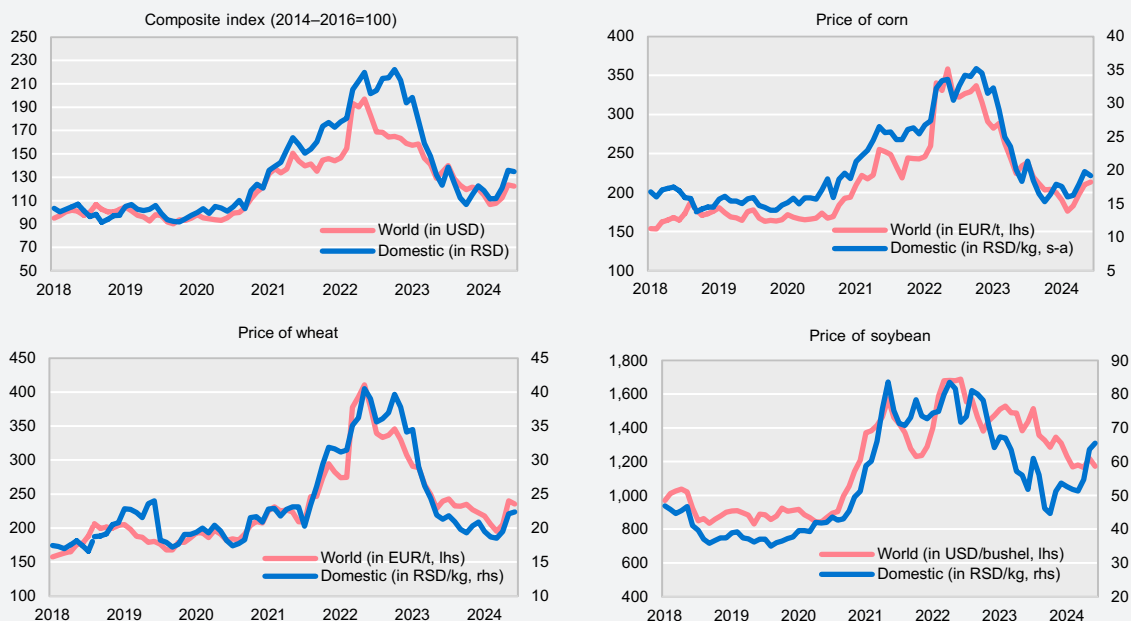 Composite index (2014–2016=100)
250
230
210
190
170
150
130
110
90
70
50
World (in USD)
Domestic (in RSD)
2018 2019 2020 2021 2022 2023 2024
Price of corn
400 40
350 35
300 30
250 25
200 20
150 15
100 10
5
World (in EUR/t, lhs)
Domestic (in RSD/kg, s-a)
2018 2019 2020 2021 2022 2023 2024
Price of wheat
450 45
400 40
350 35
300 30
250 25
200 20
150 15
100 10
World (in EUR/t, lhs)
Domestic (in RSD/kg, rhs)
2018 2019 2020 2021 2022 2023 2024
Price of soybean
1,800 90
1,600 80
1,400 70
1,200 60
1,000 50
800 40
600 30
400 20
World (in USD/bushel, lhs)
Domestic (in RSD/kg, rhs)
2018 2019 2020 2021 2022 2023 2024